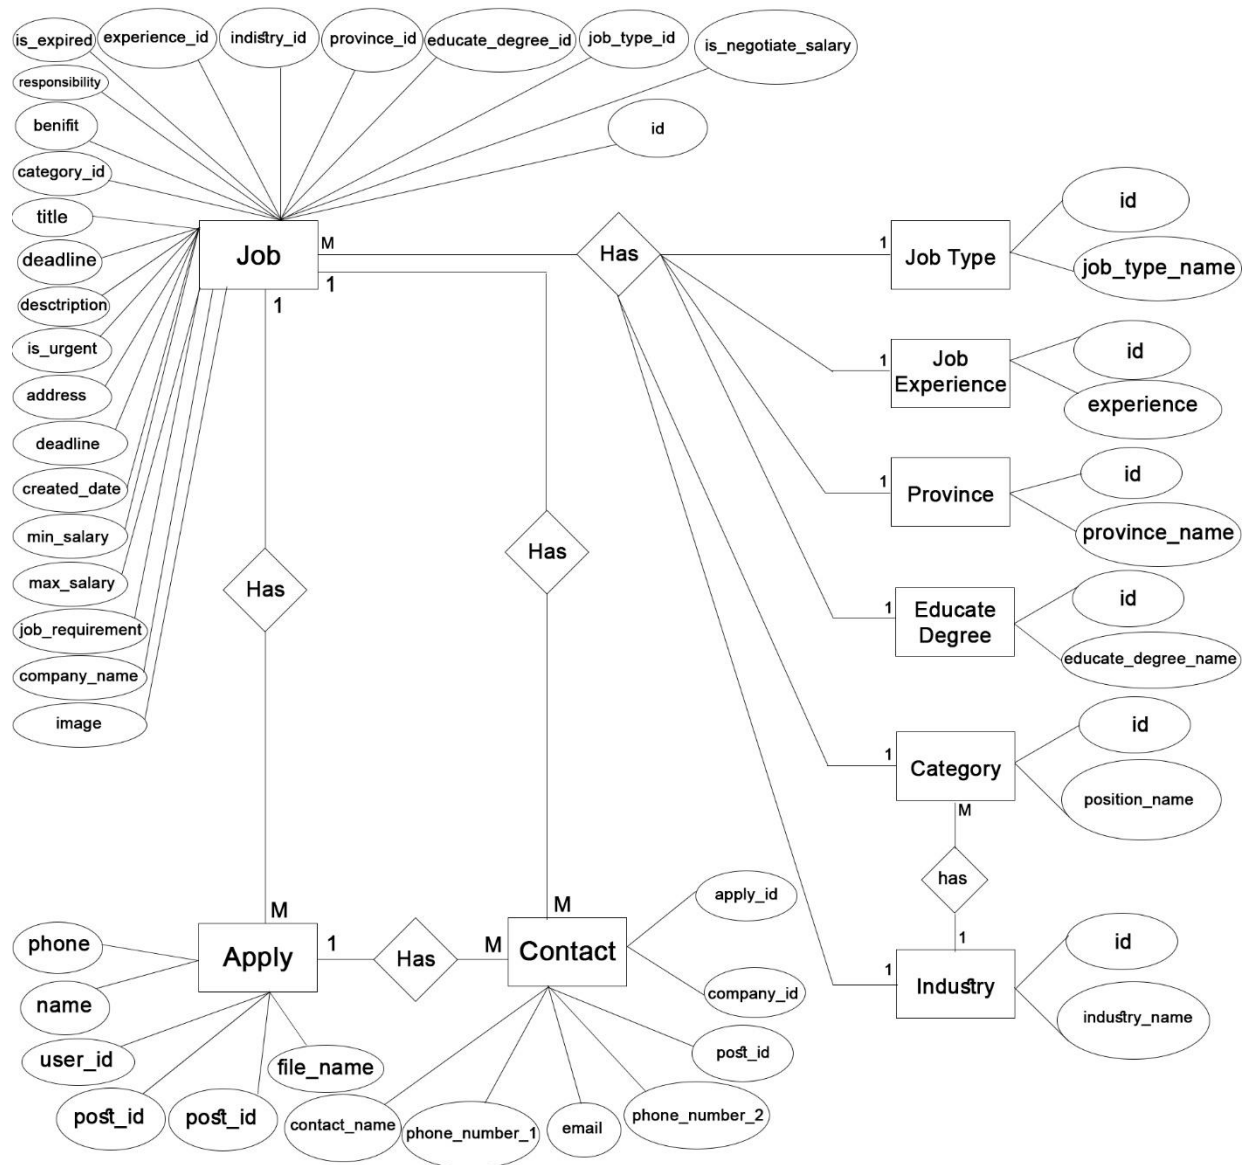 is_expired
experience_id
indistry_id
province_id
educate_degree_id
job_type_id
is_negotiate_salary
responsibility
benifit
id
category_id
title
deadline
desctription
is_urgent
address
deadline
created_date
min_salary
max_salary
job_requirement
company_name
image
Job
M
1
1
Has
1
Job Type
id
job_type_name
1
Job
Experience
id
experience
1
Province
id
province_name
Has
Has
1
Educate
Degree
id
educate_degree_name
1
Category
id
position_name
M
has
1
1
Industry
id
industry_name
M
M
Apply
1
Has
M
Contact
apply_id
company_id
post_id
phone_number_2
email
phone_number_1
contact_name
phone
name
user_id
post_id
post_id
file_name